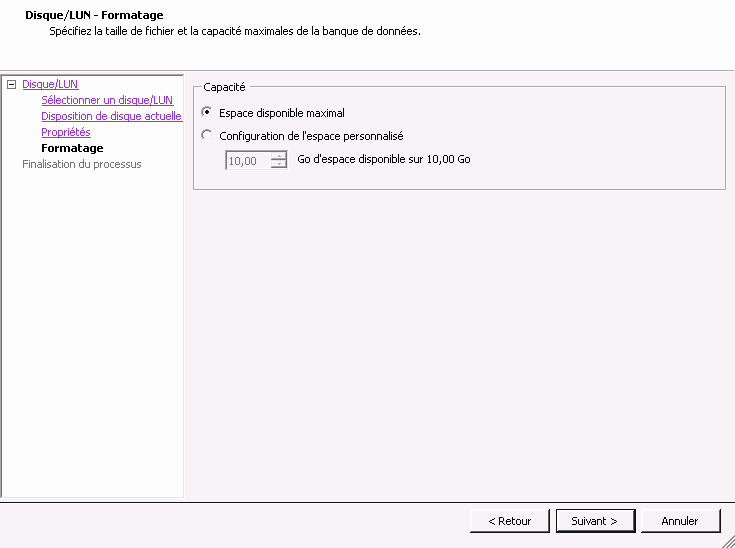 Disque/LUN - Formatage
Spécifiez la taille de fichier et la capacité maximales de la banque de données.
Disque/LUN
Sélectionner un disque/LUN
Disposition de disque actuelle
Propriétés
Formatage
Finalisation du processus
Capacité
Espace disponible maximal
Configuration de l'espace personnalisé
10,00 Go d'espace disponible sur 10,00 Go
< Retour Suivant > Annuler